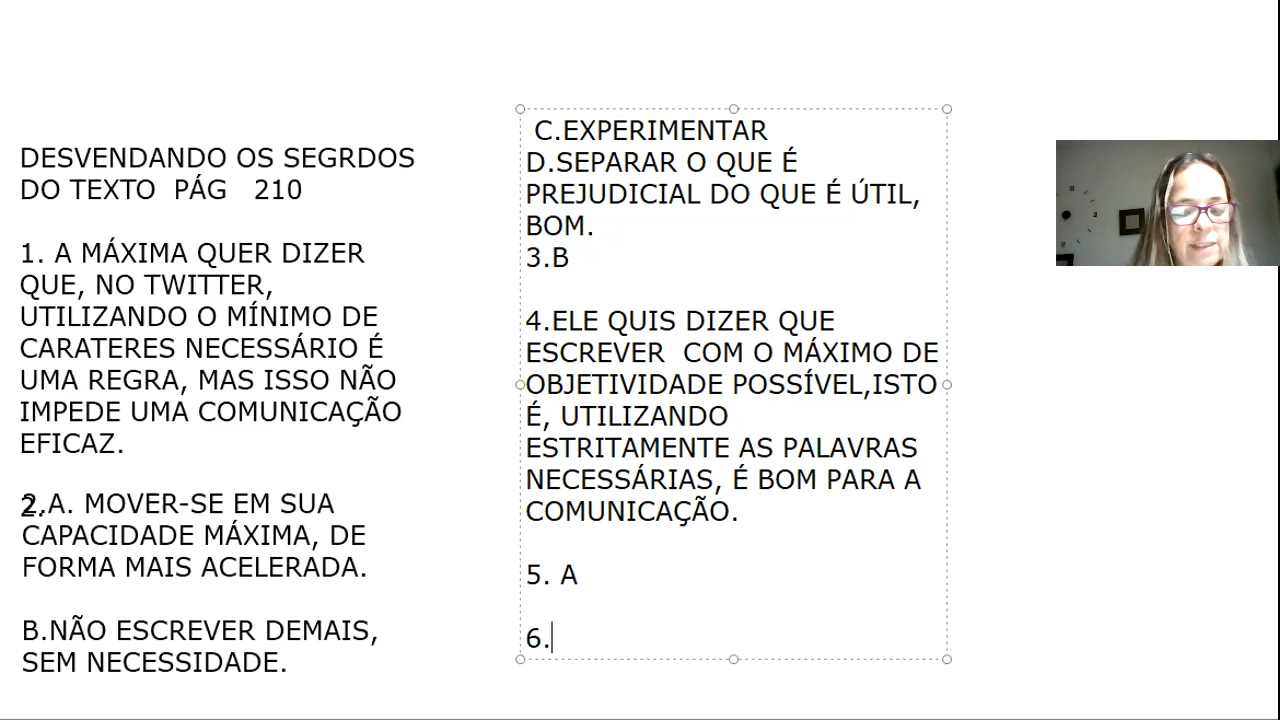 DESVENDANDO OS SEGRDOS
DO TEXTO PÁG 210
1. A MÁXIMA QUER DIZER
QUE, NO TWITTER,
UTILIZANDO O MÍNIMO DE
CARATERES NECESSÁRIO É
UMA REGRA, MAS ISSO NÃO
IMPEDE UMA COMUNICAÇÃO
EFICAZ.
2.A. MOVER-SE EM SUA
CAPACIDADE MÁXIMA, DE
FORMA MAIS ACELERADA.
B.NÃO ESCREVER DEMAIS,
SEM NECESSIDADE.
C.EXPERIMENTAR
D.SEPARAR O QUE É
PREJUDICIAL DO QUE É ÚTIL,
BOM.
3.B
4.ELE QUIS DIZER QUE
ESCREVER COM O MÁXIMO DE
OBJETIVIDADE POSSÍVEL,ISTO
É, UTILIZANDO
ESTRITAMENTE AS PALAVRAS
NECESSÁRIAS, É BOM PARA A
COMUNICAÇÃO.
5. A
6.